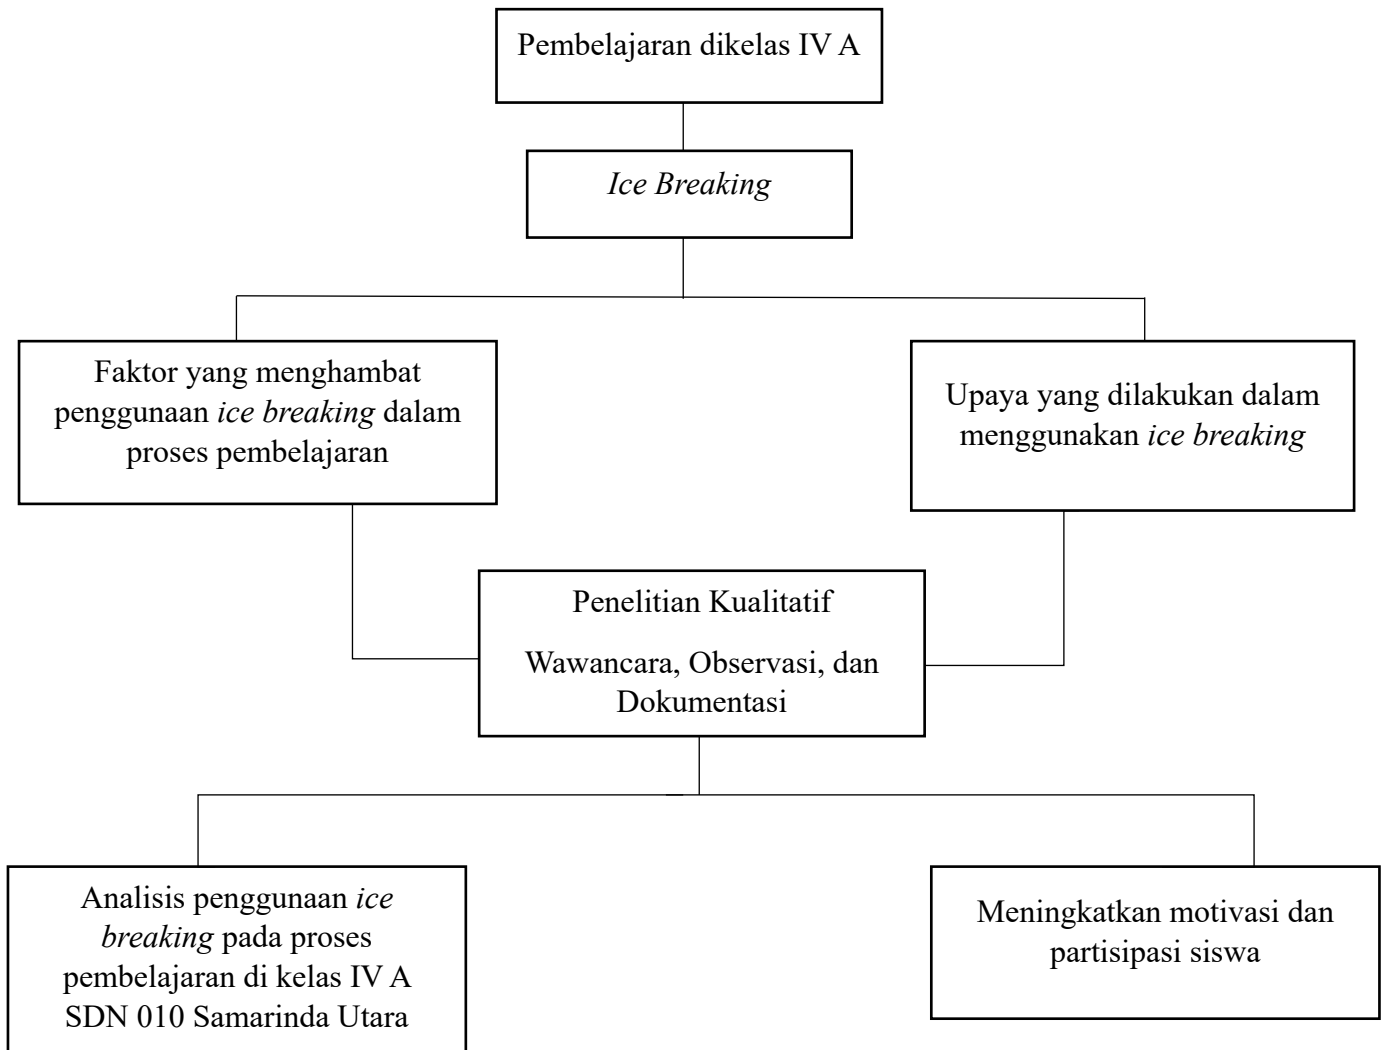 Pembelajaran dikelas IV A
Ice Breaking
Faktor yang menghambat
penggunaan ice breaking dalam
proses pembelajaran
Upaya yang dilakukan dalam
menggunakan ice breaking
Penelitian Kualitatif
Wawancara, Observasi, dan
Dokumentasi
Analisis penggunaan ice
breaking pada proses
pembelajaran di kelas IV A
SDN 010 Samarinda Utara
Meningkatkan motivasi dan
partisipasi siswa